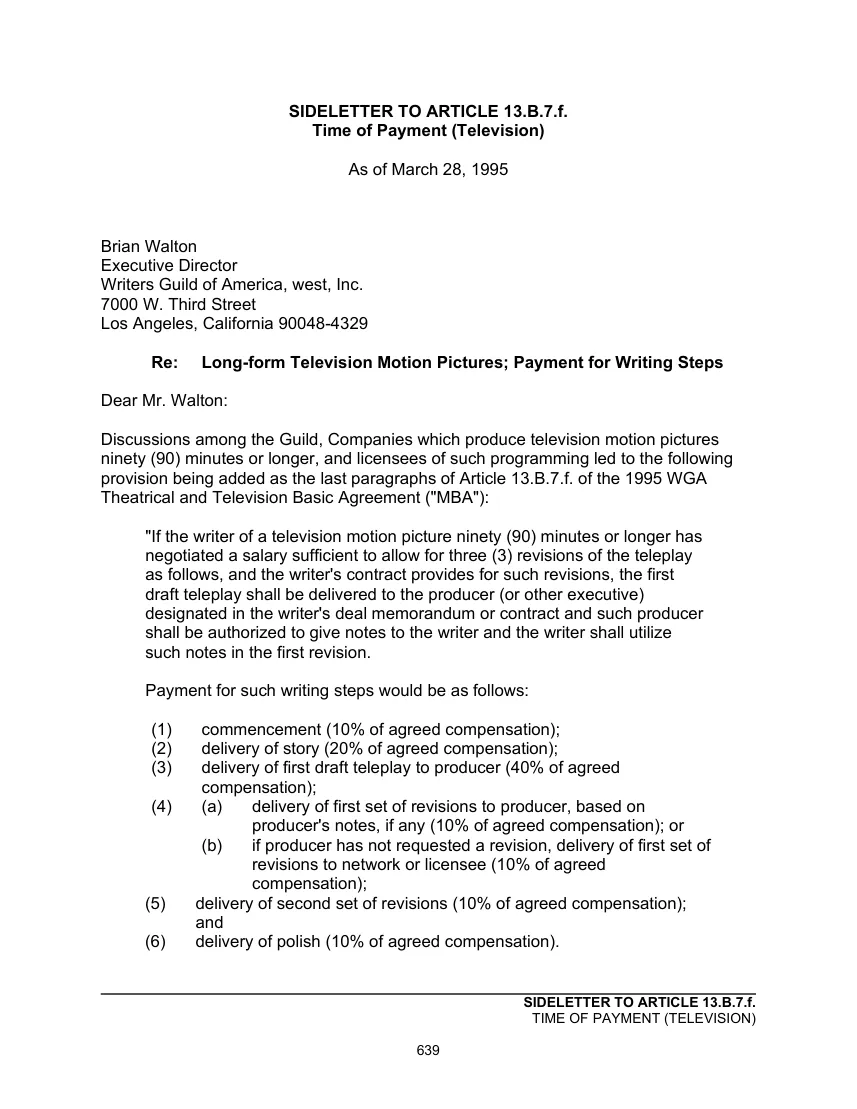 SIDELETTER TO ARTICLE 13.B.7.f.
Time of Payment (Television)
As of March 28, 1995
Brian Walton
Executive Director
Writers Guild of America, west, Inc.
7000 W. Third Street
Los Angeles, California 90048-4329
Re: Long-form Television Motion Pictures; Payment for Writing Steps
Dear Mr. Walton:
Discussions among the Guild, Companies which produce television motion pictures
ninety (90) minutes or longer, and licensees of such programming led to the following
provision being added as the last paragraphs of Article 13.B.7.f. of the 1995 WGA
Theatrical and Television Basic Agreement ("MBA"):
"If the writer of a television motion picture ninety (90) minutes or longer has
negotiated a salary sufficient to allow for three (3) revisions of the teleplay
as follows, and the writer's contract provides for such revisions, the first
draft teleplay shall be delivered to the producer (or other executive)
designated in the writer's deal memorandum or contract and such producer
shall be authorized to give notes to the writer and the writer shall utilize
such notes in the first revision.
Payment for such writing steps would be as follows:
(1) commencement (10% of agreed compensation);
(2) delivery of story (20% of agreed compensation);
(3) delivery of first draft teleplay to producer (40% of agreed
compensation);
(4) (a) delivery of first set of revisions to producer, based on
producer's notes, if any (10% of agreed compensation); or
(b) if producer has not requested a revision, delivery of first set of
revisions to network or licensee (10% of agreed
compensation);
(5) delivery of second set of revisions (10% of agreed compensation);
and
(6) delivery of polish (10% of agreed compensation).
SIDELETTER TO ARTICLE 13.B.7.f.
TIME OF PAYMENT (TELEVISION)
639